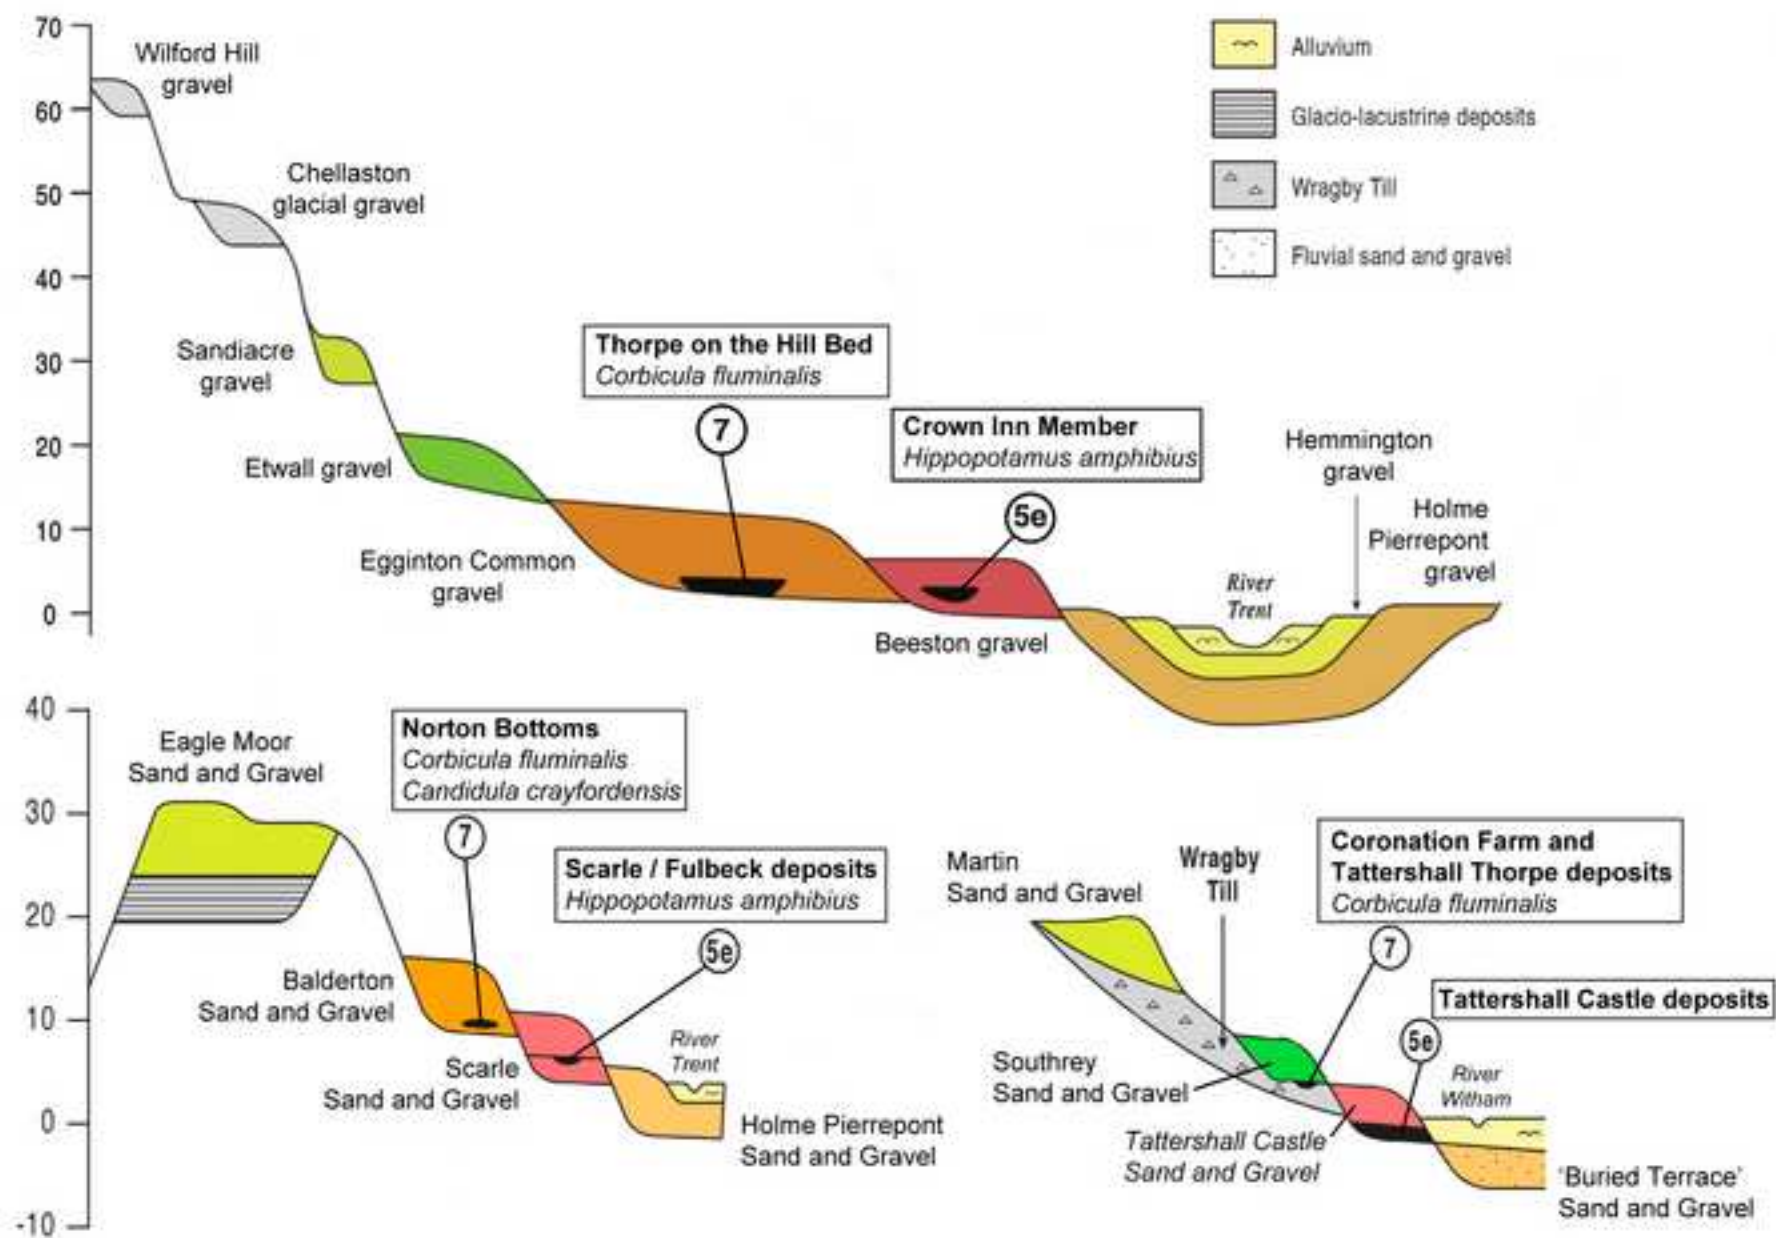 70
60
50
40
30
20
10
0
Wilford Hill
gravel
Chellaston
glacial gravel
Sandiacre
gravel
Etwall gravel
Egginton Common
gravel
Thorpe on the Hill Bed
Corbicula fluminalis
7
Crown Inn Member
Hippopotamus amphibius
5e
Beeston gravel
River
Trent
Hemmington
gravel
Holme
Pierrepont
gravel
Alluvium
Glacio-lacustrine deposits
Wragby Till
Fluvial sand and gravel
40
30
20
10
0
-10
Eagle Moor
Sand and Gravel
Norton Bottoms
Corbicula fluminalis
Candidula crayfordensis
7
Scarle / Fulbeck deposits
Hippopotamus amphibius
5e
Balderton
Sand and Gravel
Scarle
Sand and Gravel
River
Trent
Holme Pierrepont
Sand and Gravel
Martin
Sand and Gravel
Wragby
Till
Coronation Farm and
Tattershall Thorpe deposits
Corbicula fluminalis
7
Tattershall Castle deposits
5e
Southrey
Sand and Gravel
River
Witham
Tattershall Castle
Sand and Gravel
'Buried Terrace'
Sand and Gravel